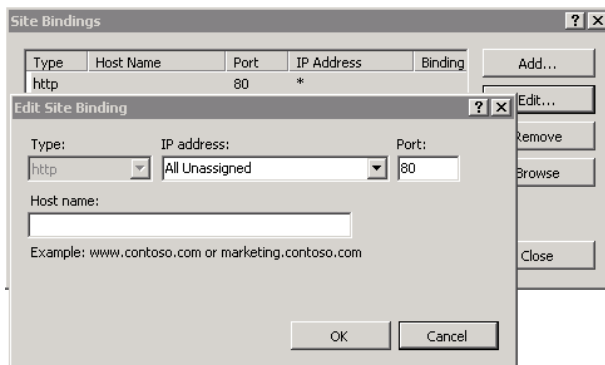 Site Bindings
Type Host Name Port IP Address Binding
http 80 *
Add...
Edit...
Remove
Browse
Close
Edit Site Binding
Type: IP address: Port:
http All Unassigned 80
Host name:
Example: www.contoso.com or marketing.contoso.com
OK Cancel